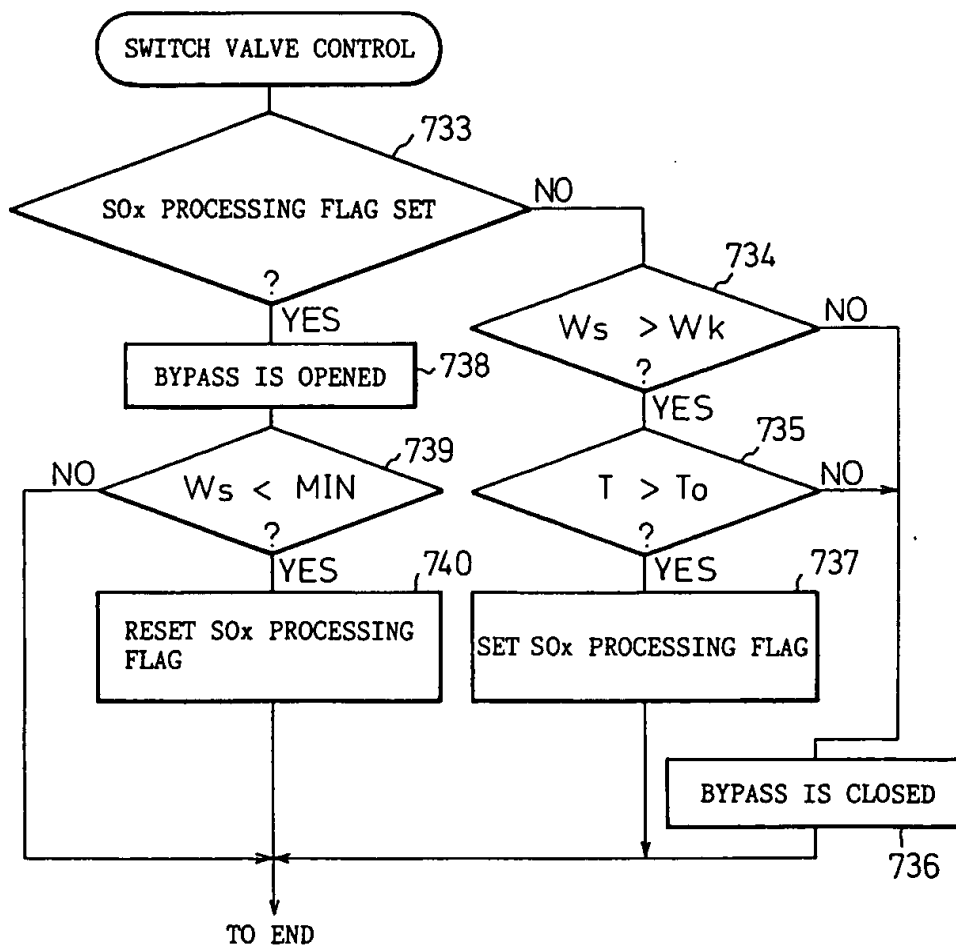 SWITCH VALVE CONTROL
733
SOx PROCESSING FLAG SET
?
NO
YES
734
Ws > Wk
?
NO
YES
BYPASS IS OPENED
738
739
Ws < MIN
?
NO
YES
735
T > To
?
NO
YES
740
RESET SOx PROCESSING
FLAG
737
SET SOx PROCESSING FLAG
BYPASS IS CLOSED
736
TO END